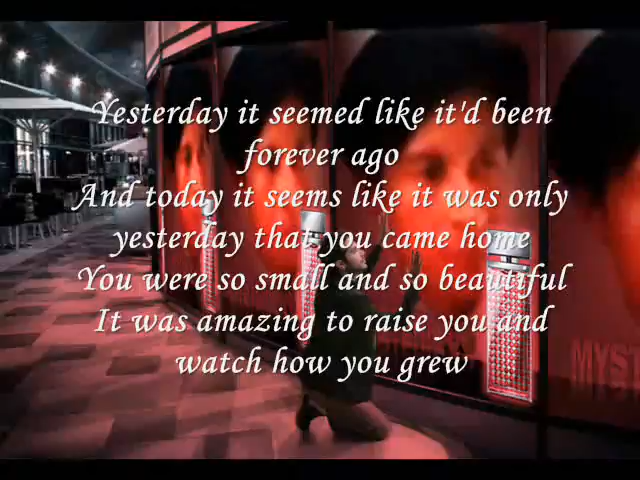 Yesterday it seemed like it'd been
forever ago
And today it seems like it was only
yesterday that you came home
You were so small and so beautiful
It was amazing to raise you and
watch how you grew
MYST